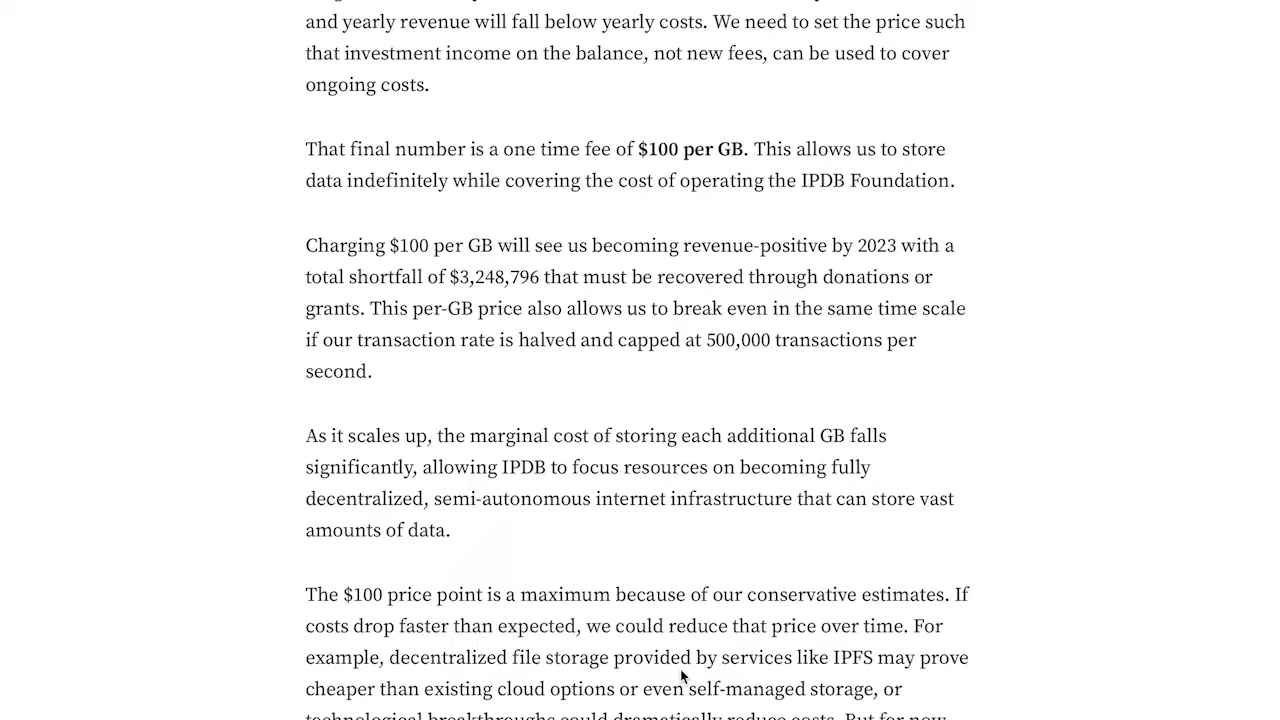 and yearly revenue will fall below yearly costs. We need to set the price such
that investment income on the balance, not new fees, can be used to cover
ongoing costs.
That final number is a one time fee of $100 per GB. This allows us to store
data indefinitely while covering the cost of operating the IPDB Foundation.
Charging $100 per GB will see us becoming revenue-positive by 2023 with a
total shortfall of $3,248,796 that must be recovered through donations or
grants. This per-GB price also allows us to break even in the same time scale
if our transaction rate is halved and capped at 500,000 transactions per
second.
As it scales up, the marginal cost of storing each additional GB falls
significantly, allowing IPDB to focus resources on becoming fully
decentralized, semi-autonomous internet infrastructure that can store vast
amounts of data.
The $100 price point is a maximum because of our conservative estimates. If
costs drop faster than expected, we could reduce that price over time. For
example, decentralized file storage provided by services like IPFS may prove
cheaper than existing cloud options or even self-managed storage, or
technological breakthroughs could dramatically reduce costs. But for now